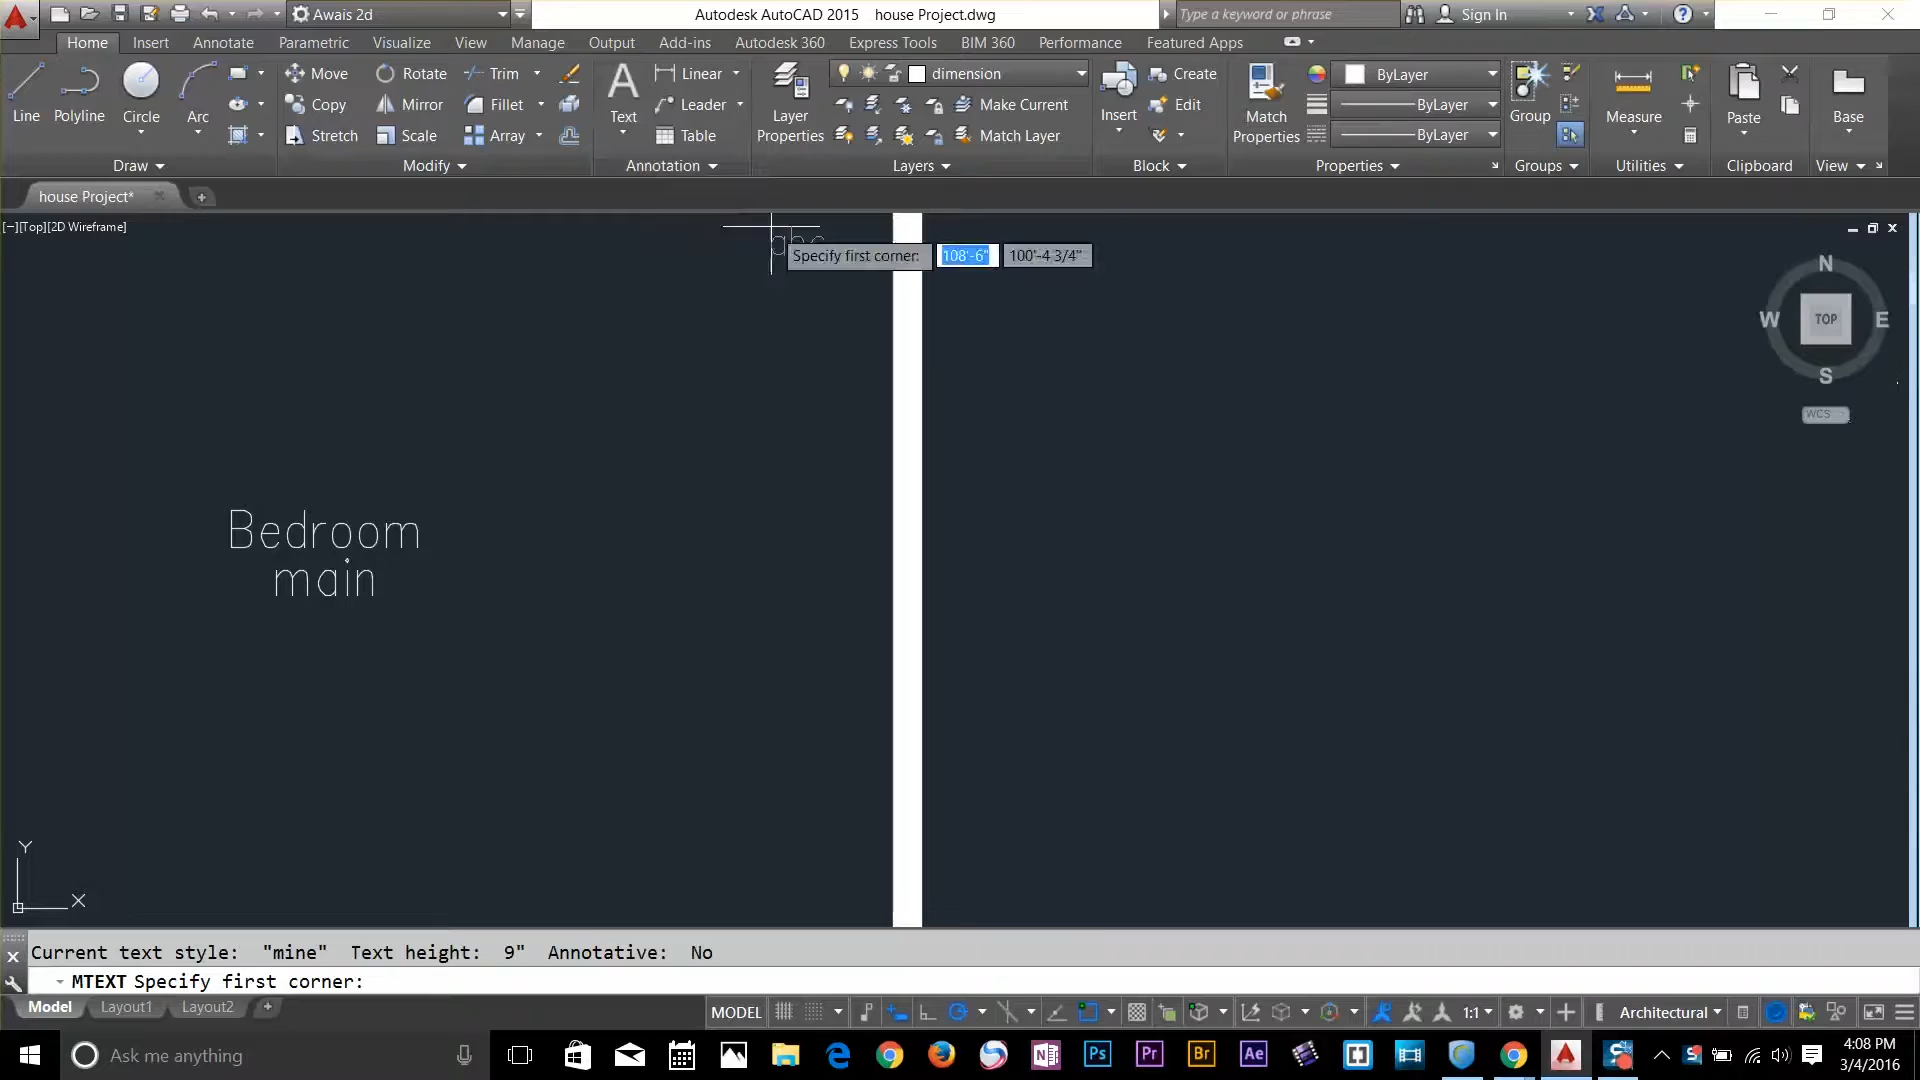 Awais 2d
Autodesk AutoCAD 2015 house Project.dwg
Type a keyword or phrase
Sign In
Home Insert Annotate Parametric Visualize View Manage Output Add-ins Autodesk 360 Express Tools BIM 360 Performance Featured Apps
Line Polyline Circle Arc
Move Rotate Trim
Copy Mirror Fillet
Stretch Scale Array
Text
Linear
Leader
Table
Layer Properties
dimension
Make Current
Match Layer
Insert
Create
Edit
Match Properties
ByLayer
ByLayer
ByLayer
Group
Measure
Paste
Base
Draw Modify Annotation Layers Block Properties Groups Utilities Clipboard View
house Project*
[−][Top][2D Wireframe]
abc
Specify first corner: 108'-6" 100'-4 3/4"
N
W TOP E
S
WCS
Bedroom
main
Y
X
Current text style: "mine" Text height: 9" Annotative: No
MTEXT Specify first corner:
Model Layout1 Layout2
MODEL 1:1 Architectural
Ask me anything
Ps Pr Br Ae
4:08 PM
3/4/2016